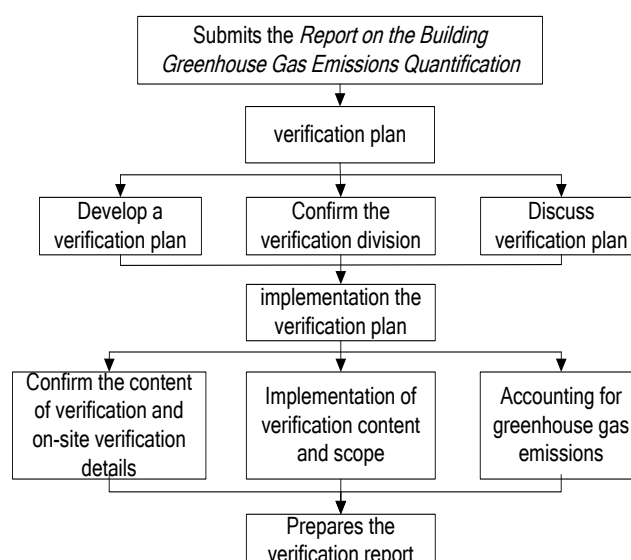 Submits the Report on the Building
Greenhouse Gas Emissions Quantification
verification plan
Develop a
verification plan
Confirm the
verification division
Discuss
verification plan
implementation the
verification plan
Confirm the content
of verification and
on-site verification
details
Implementation of
verification content
and scope
Accounting for
greenhouse gas
emissions
Prepares the
verification report